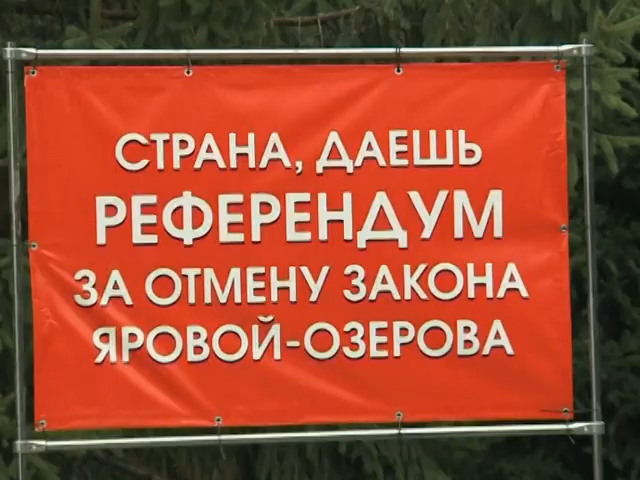 СТРАНА, ДАЕШЬ
РЕФЕРЕНДУМ
ЗА ОТМЕНУ ЗАКОНА
ЯРОВОЙ-ОЗЕРОВА